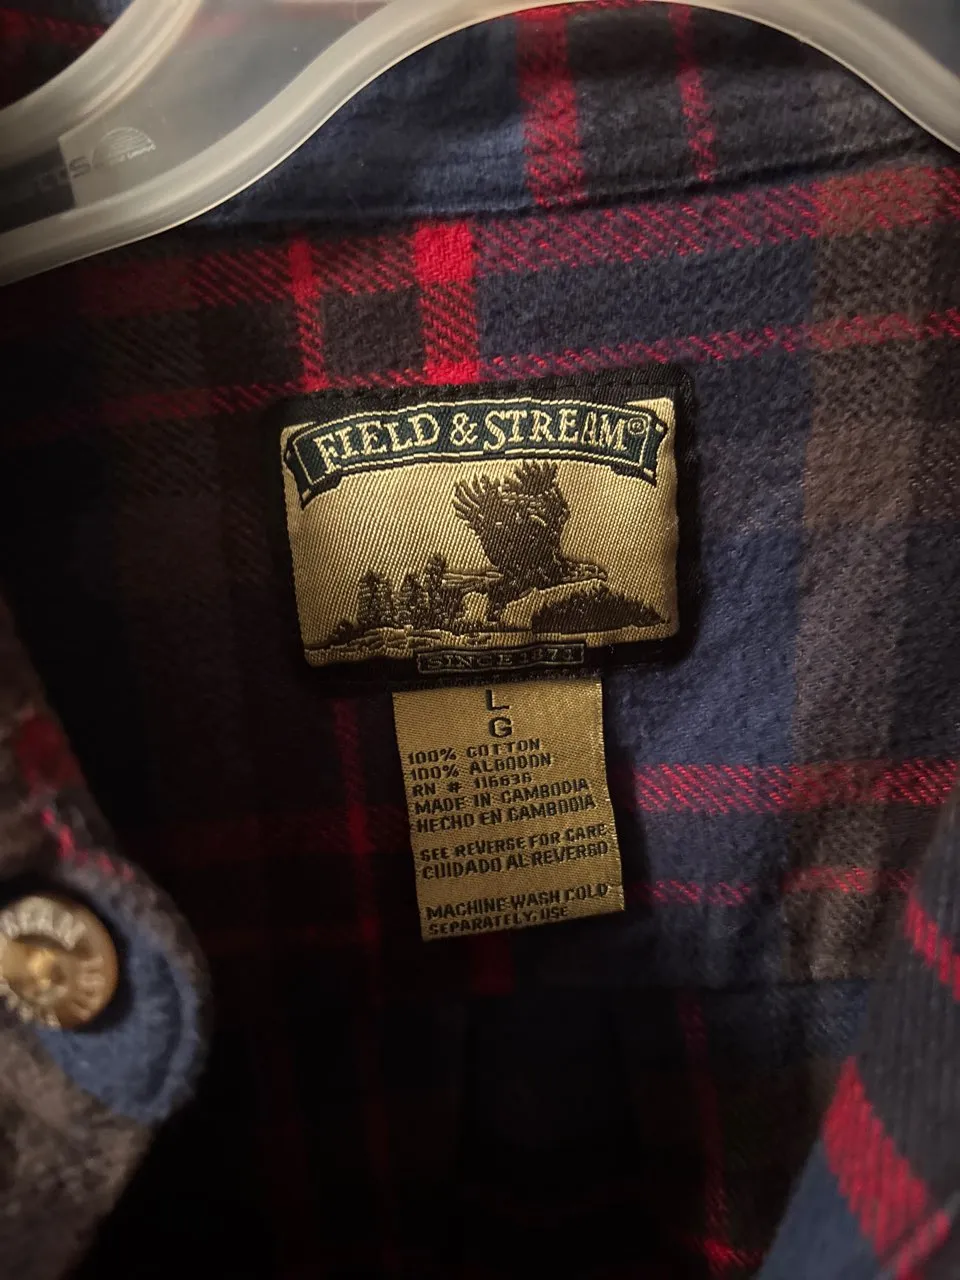 FIELD & STREAM®
SINCE 1871
L
G
100% COTTON
100% ALGODON
RN # 116636
MADE IN CAMBODIA
HECHO EN CAMBODIA
SEE REVERSE FOR CARE
CUIDADO AL REVERSO
MACHINE WASH COLD
SEPARATELY, USE